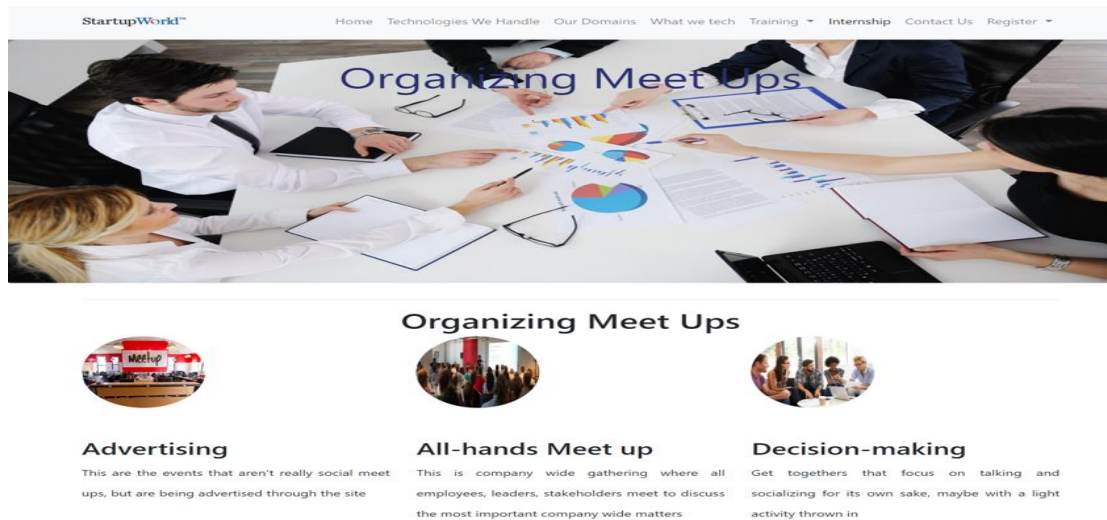 StartupWorld™ Home Technologies We Handle Our Domains What we tech Training Internship Contact Us Register
Organizing Meet Ups
Organizing Meet Ups
Meetup
Advertising
This are the events that aren't really social meet
ups, but are being advertised through the site
All-hands Meet up
This is company wide gathering where all
employees, leaders, stakeholders meet to discuss
the most important company wide matters
Decision-making
Get togethers that focus on talking and
socializing for its own sake, maybe with a light
activity thrown in